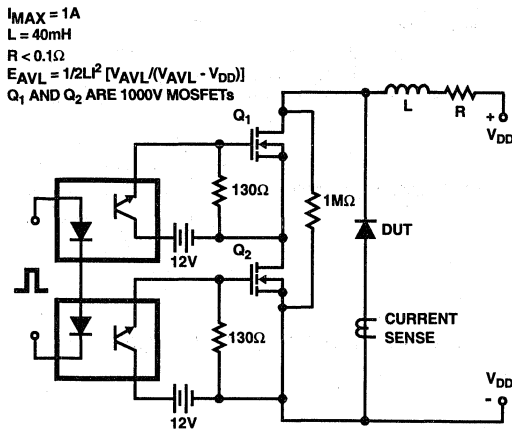 IMAX = 1A
L = 40mH
R < 0.1Ω
EAVL = 1/2LI² [VAVL/(VAVL - VDD)]
Q1 AND Q2 ARE 1000V MOSFETs
Q1
L
R
+
VDD
130Ω
1MΩ
DUT
12V
Q2
130Ω
CURRENT
SENSE
VDD
-
12V